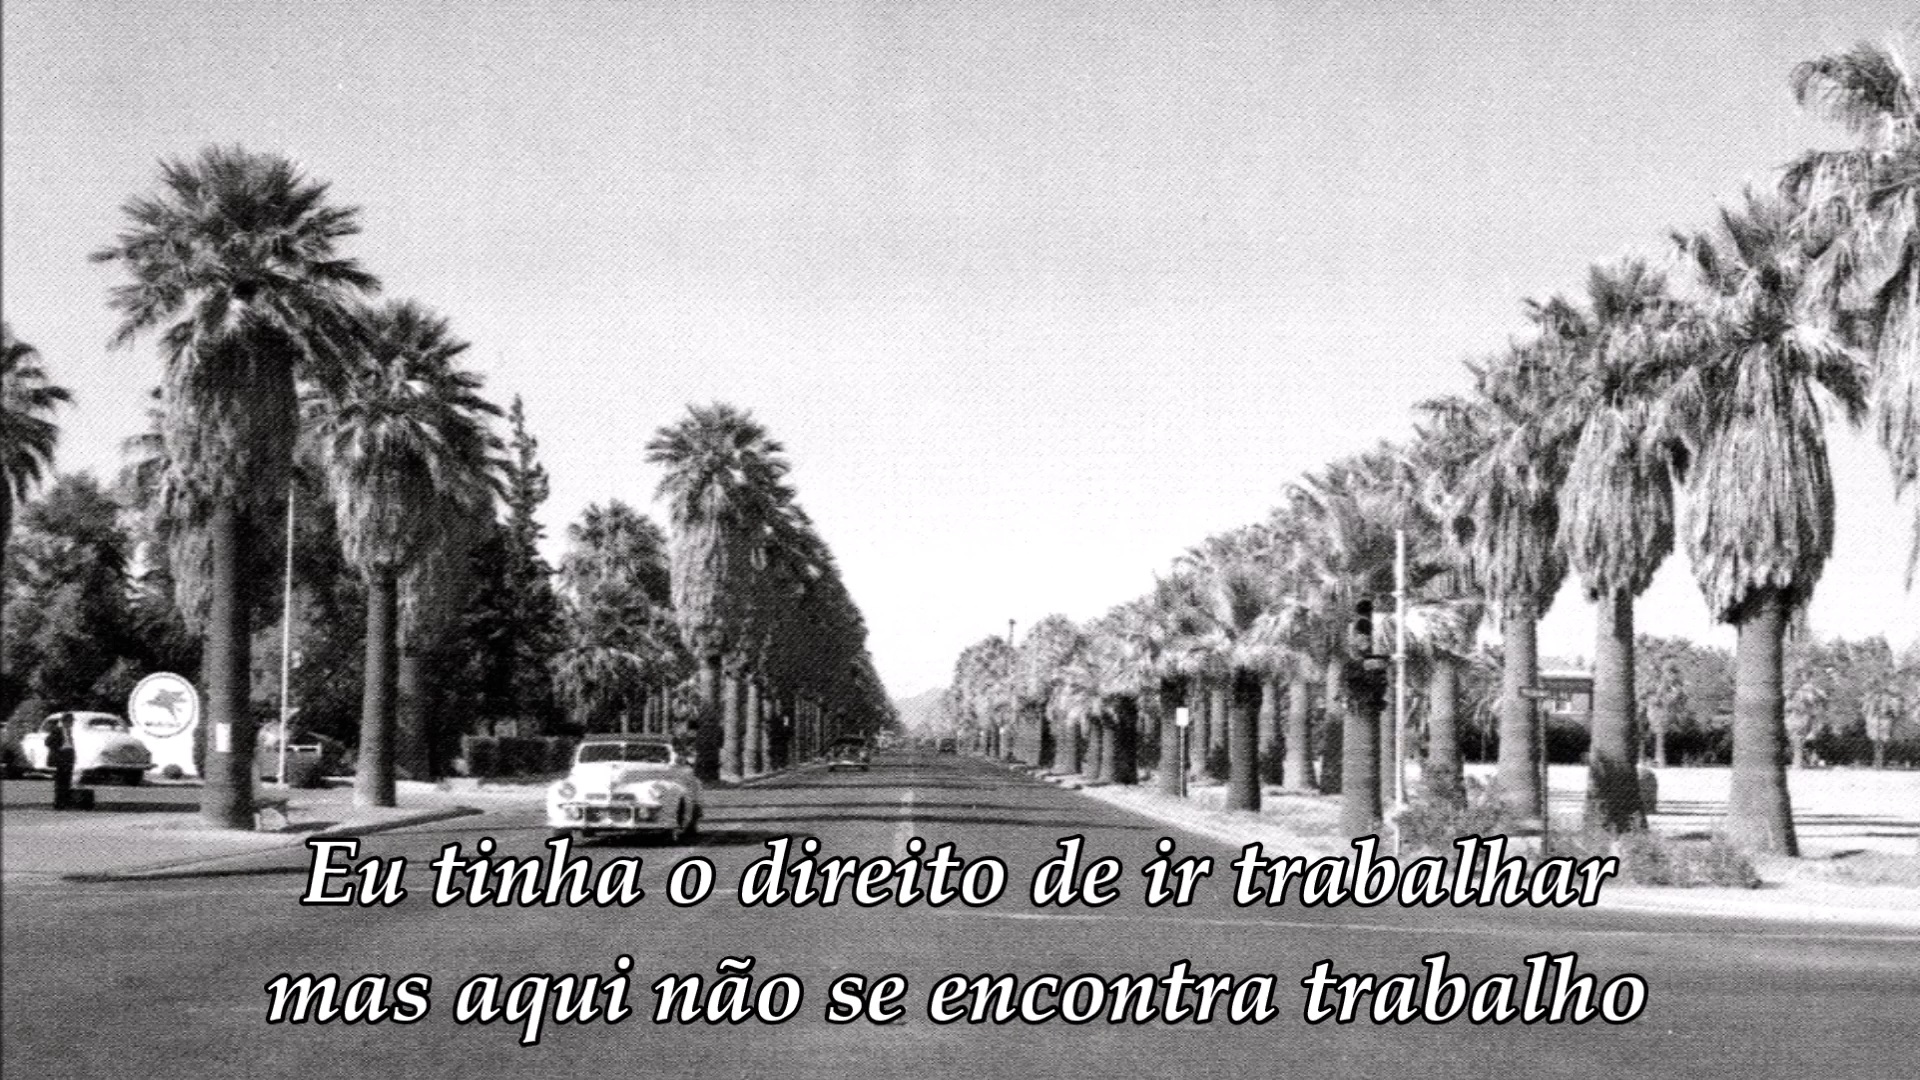 Eu tinha o direito de ir trabalhar
mas aqui não se encontra trabalho